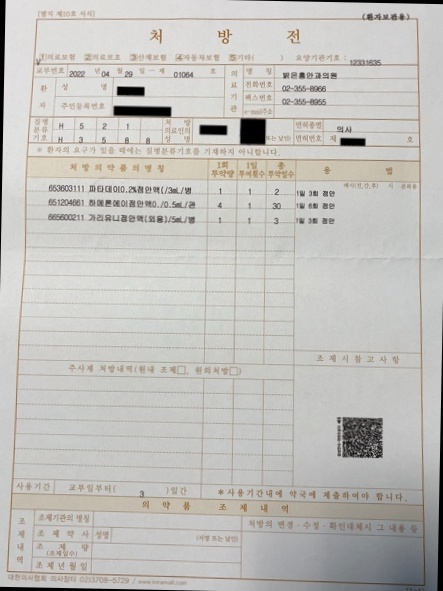 [별지 제10호 서식]
(환자보관용)
처 방 전
1 의료보험 2 의료보호 3 산재보험 4 자동차보험 5 기타( ) 요양기관기호 : 12331635
교부번호 2022 년 04 월 29 일 - 제 01064 호
의료기관 명 칭 맑은홍안과의원
전화번호 02-355-8966
팩스번호 02-355-8955
e-mail주소
환자 성 명
주민등록번호
질병분류기호 H 5 2 1
H 3 5 8 8
처 방 의료인의 성 명
면허종별 의사
면허번호 제 호
* 환자의 요구가 있을 때에는 질병분류기호를 기재하지 아니합니다.
처 방 의 약 품 의 명 칭 1회 투약량 1일 투여횟수 총 투약일수 용 법
653603111 파타데이0.2%점안액(/3mL/병 1 1 2 1일 3회 점안
651204661 히메론에이점안액0./0.5mL/관 4 1 30 1일 6회 점안
665600211 가리유니점안액(외용)/5mL/병 1 1 3 1일 3회 점안
조 제 시 참 고 사 항
주사제 처방내역(원내 조제□, 원외처방□)
사용기간 교부일부터( 3 )일간 *사용기간내에 약국에 제출하여야 합니다.
의 약 품 조 제 내 역
조제내역 조제기관의 명칭
처방의 변경·수정·확인대체시 그 내용 등
조 제 약 사 성명 (서명 또는 날인)
조 제 량 (조제일수)
조제년월일
대한의사협회 의사장터 02)3708-5729 / www.kmamall.com